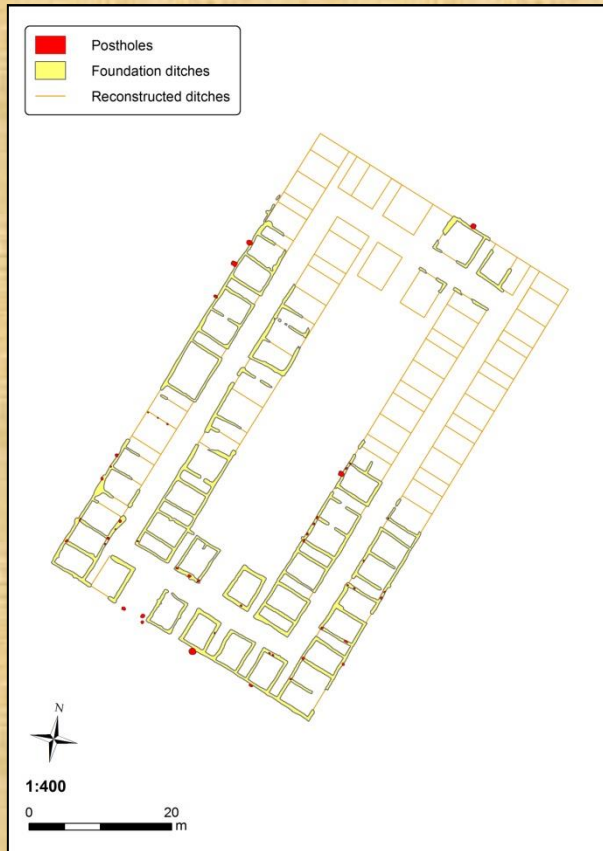 Postholes
Foundation ditches
Reconstructed ditches
N
1:400
0 20
m